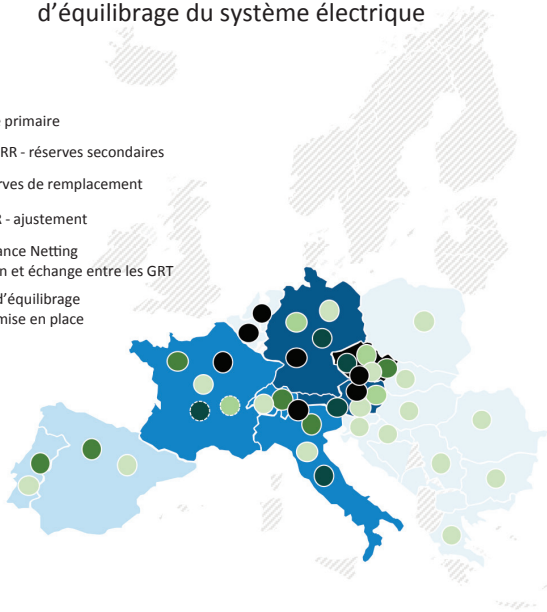 d’équilibrage du système électrique
primaire
RR - réserves secondaires
rves de remplacement
- ajustement
ance Netting
n et échange entre les GRT
d’équilibrage
mise en place